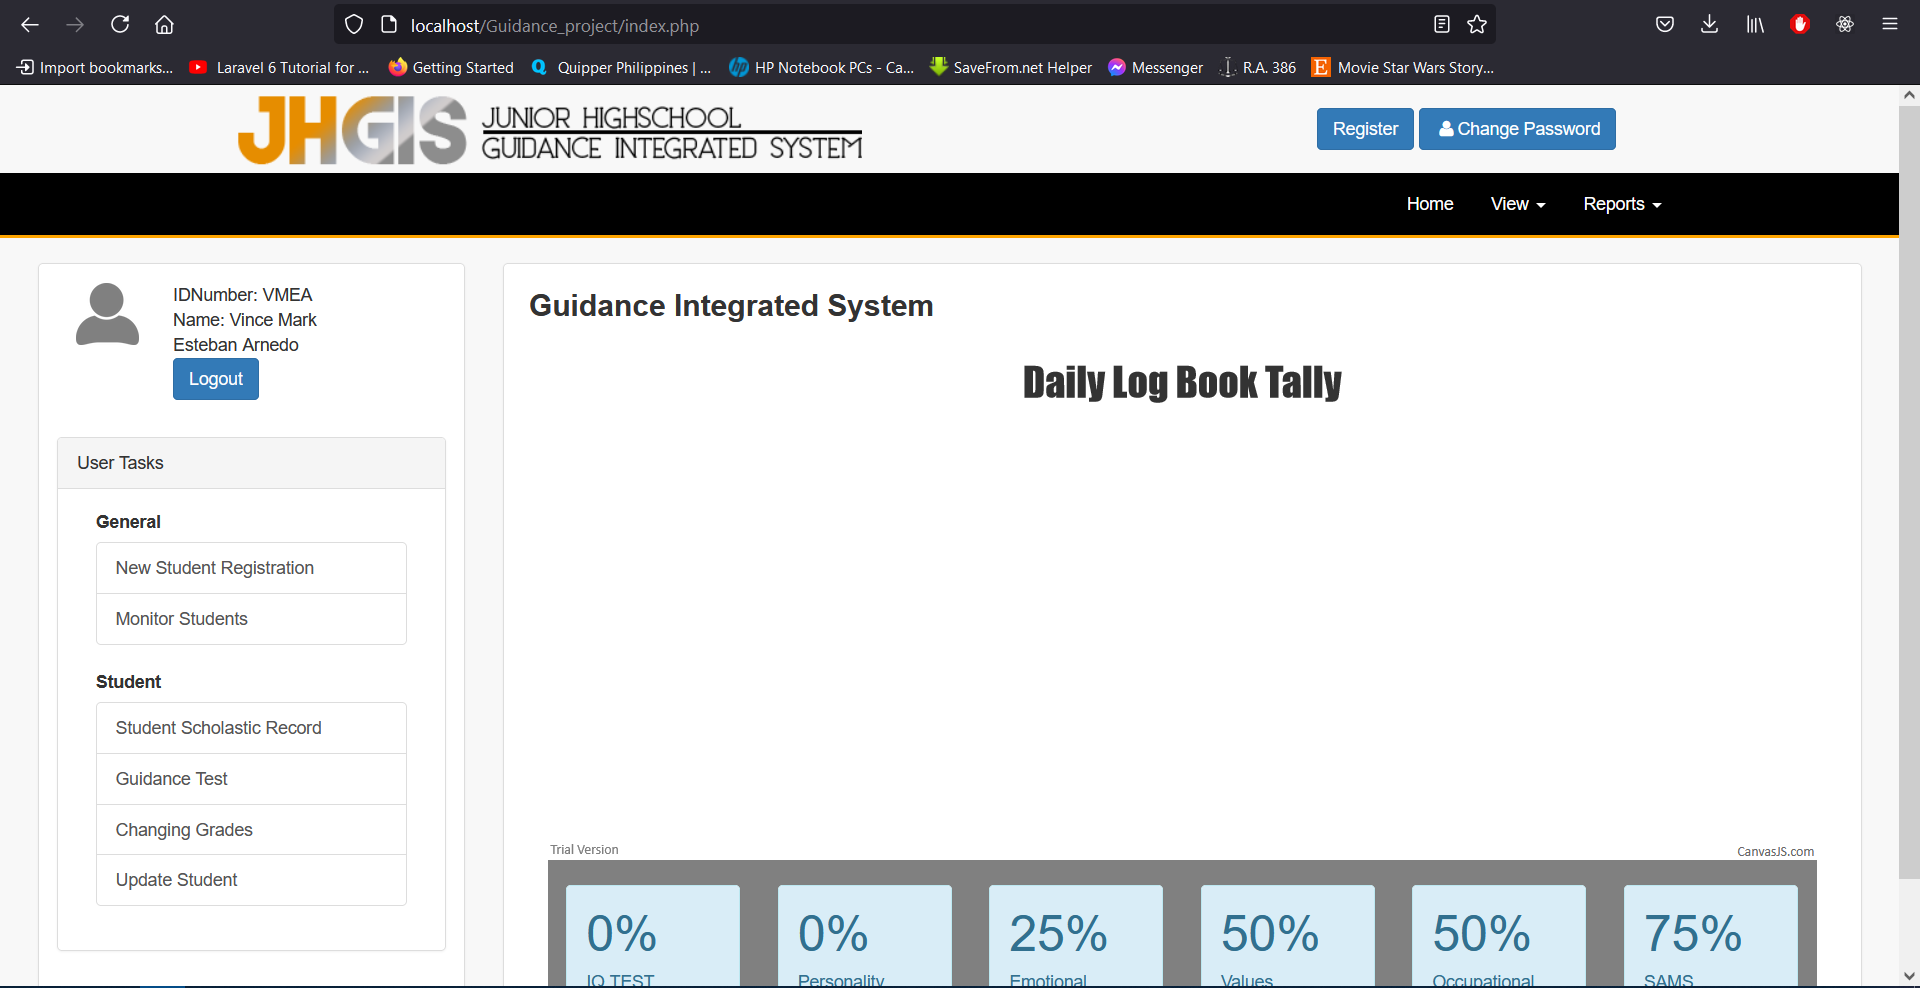 localhost/Guidance_project/index.php
Import bookmarks... Laravel 6 Tutorial for ... Getting Started Quipper Philippines | ... HP Notebook PCs - Ca... SaveFrom.net Helper Messenger R.A. 386 Movie Star Wars Story...
JHGIS JUNIOR HIGHSCHOOL
GUIDANCE INTEGRATED SYSTEM
Register Change Password
Home View Reports
IDNumber: VMEA
Name: Vince Mark
Esteban Arnedo
Logout
User Tasks
General
New Student Registration
Monitor Students
Student
Student Scholastic Record
Guidance Test
Changing Grades
Update Student
Guidance Integrated System
Daily Log Book Tally
Trial Version CanvasJS.com
0% 0% 25% 50% 50% 75%
IQ TEST Personality Emotional Values Occupational SAMS